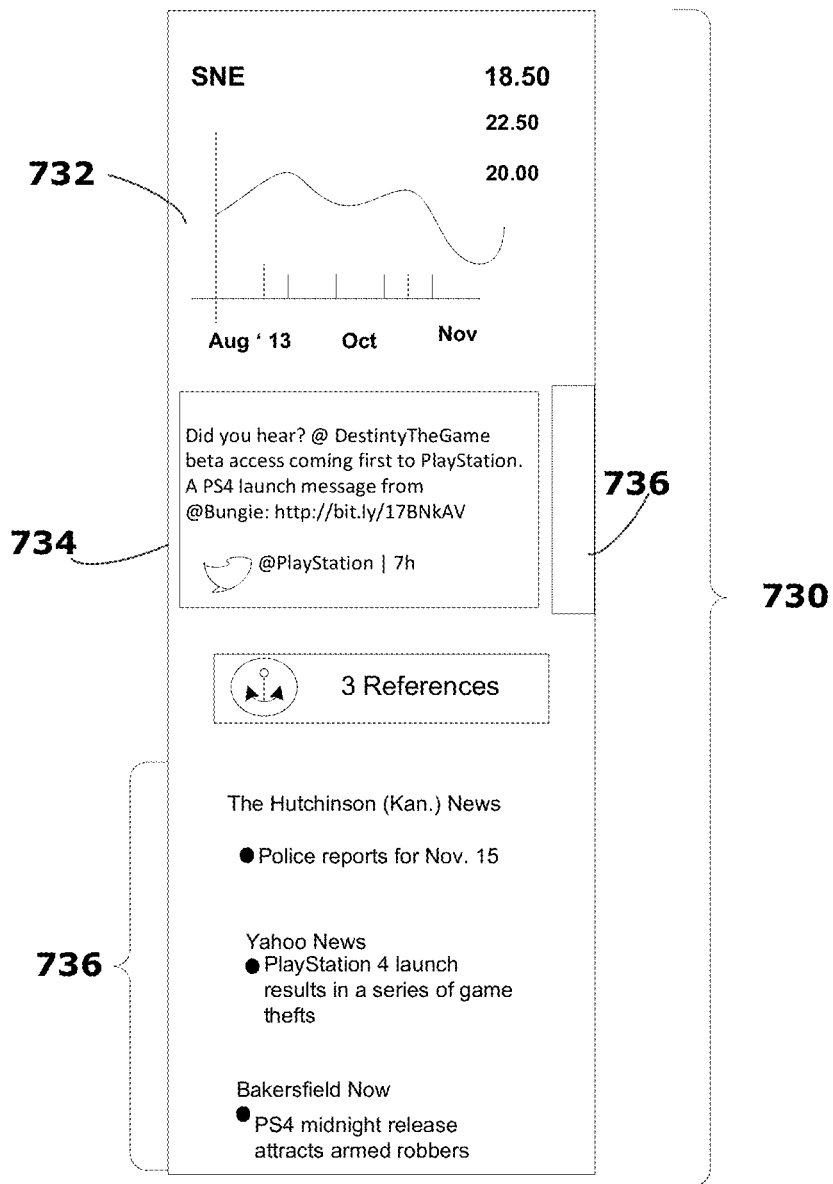 SNE
18.50
22.50
732
20.00
Aug ‘ 13
Oct
Nov
Did you hear? @ DestintyTheGame
beta access coming first to PlayStation.
A PS4 launch message from
@Bungie: http://bit.ly/17BNkAV
@PlayStation | 7h
736
734
730
3 References
The Hutchinson (Kan.) News
Police reports for Nov. 15
736
Yahoo News
PlayStation 4 launch
results in a series of game
thefts
Bakersfield Now
PS4 midnight release
attracts armed robbers